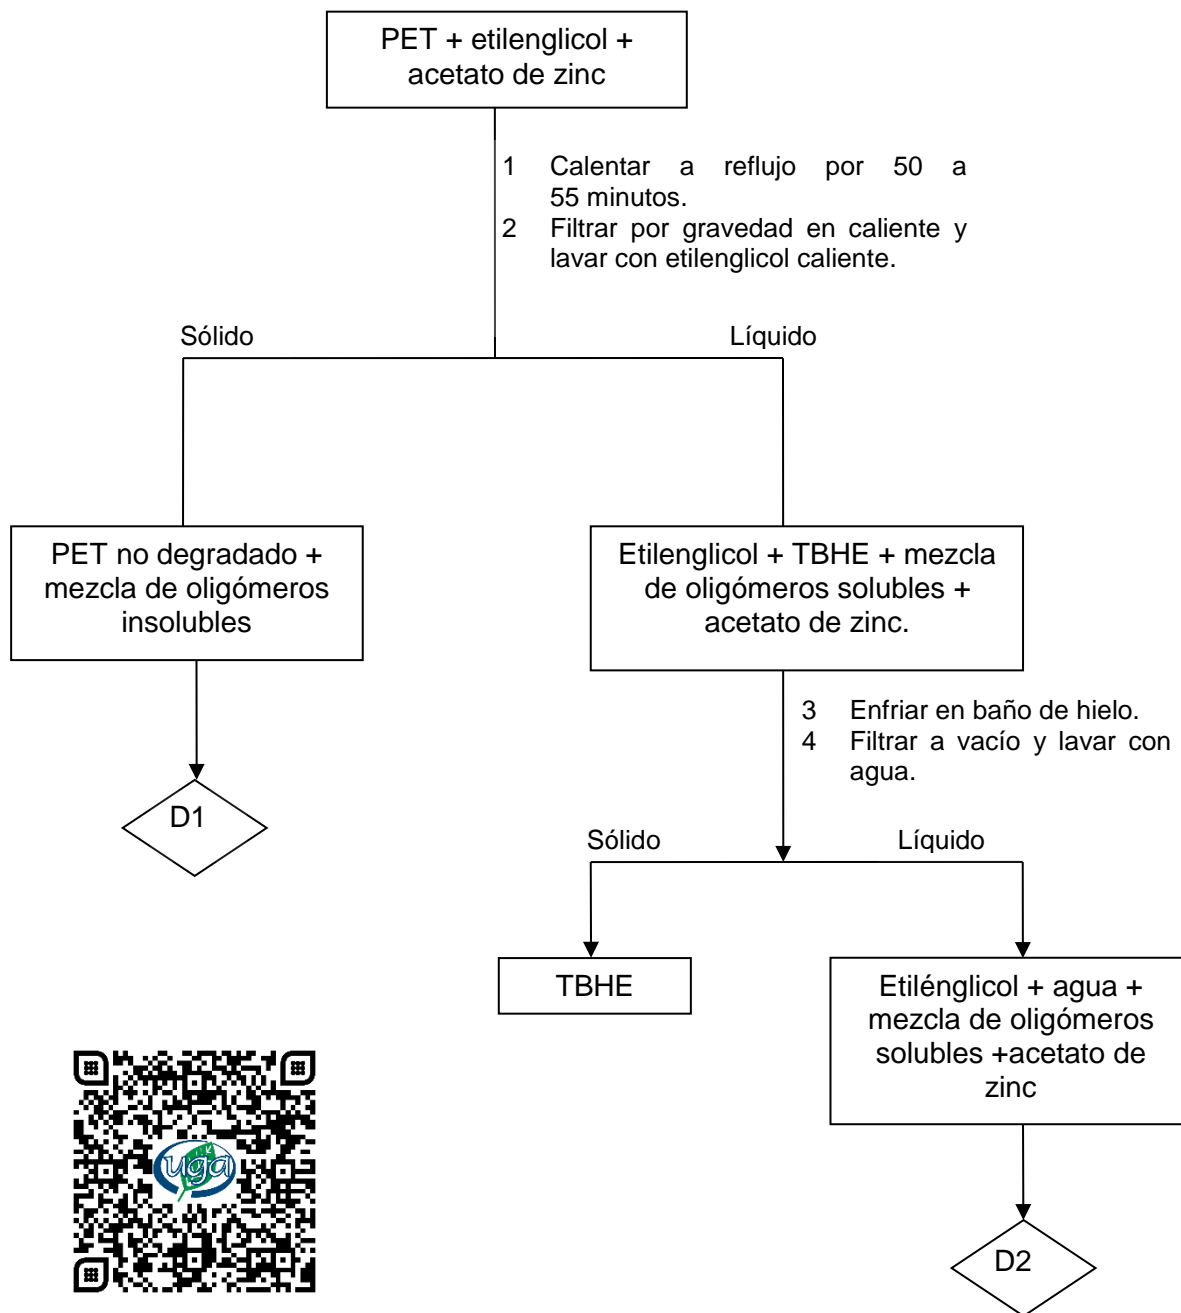 PET + etilenglicol +
acetato de zinc
1 Calentar a reflujo por 50 a
55 minutos.
2 Filtrar por gravedad en caliente y
lavar con etilenglicol caliente.
Sólido
Líquido
PET no degradado +
mezcla de oligómeros
insolubles
Etilenglicol + TBHE + mezcla
de oligómeros solubles +
acetato de zinc.
3 Enfriar en baño de hielo.
4 Filtrar a vacío y lavar con
agua.
D1
Sólido
Líquido
TBHE
Etilénglicol + agua +
mezcla de oligómeros
solubles +acetato de
zinc
uga
D2